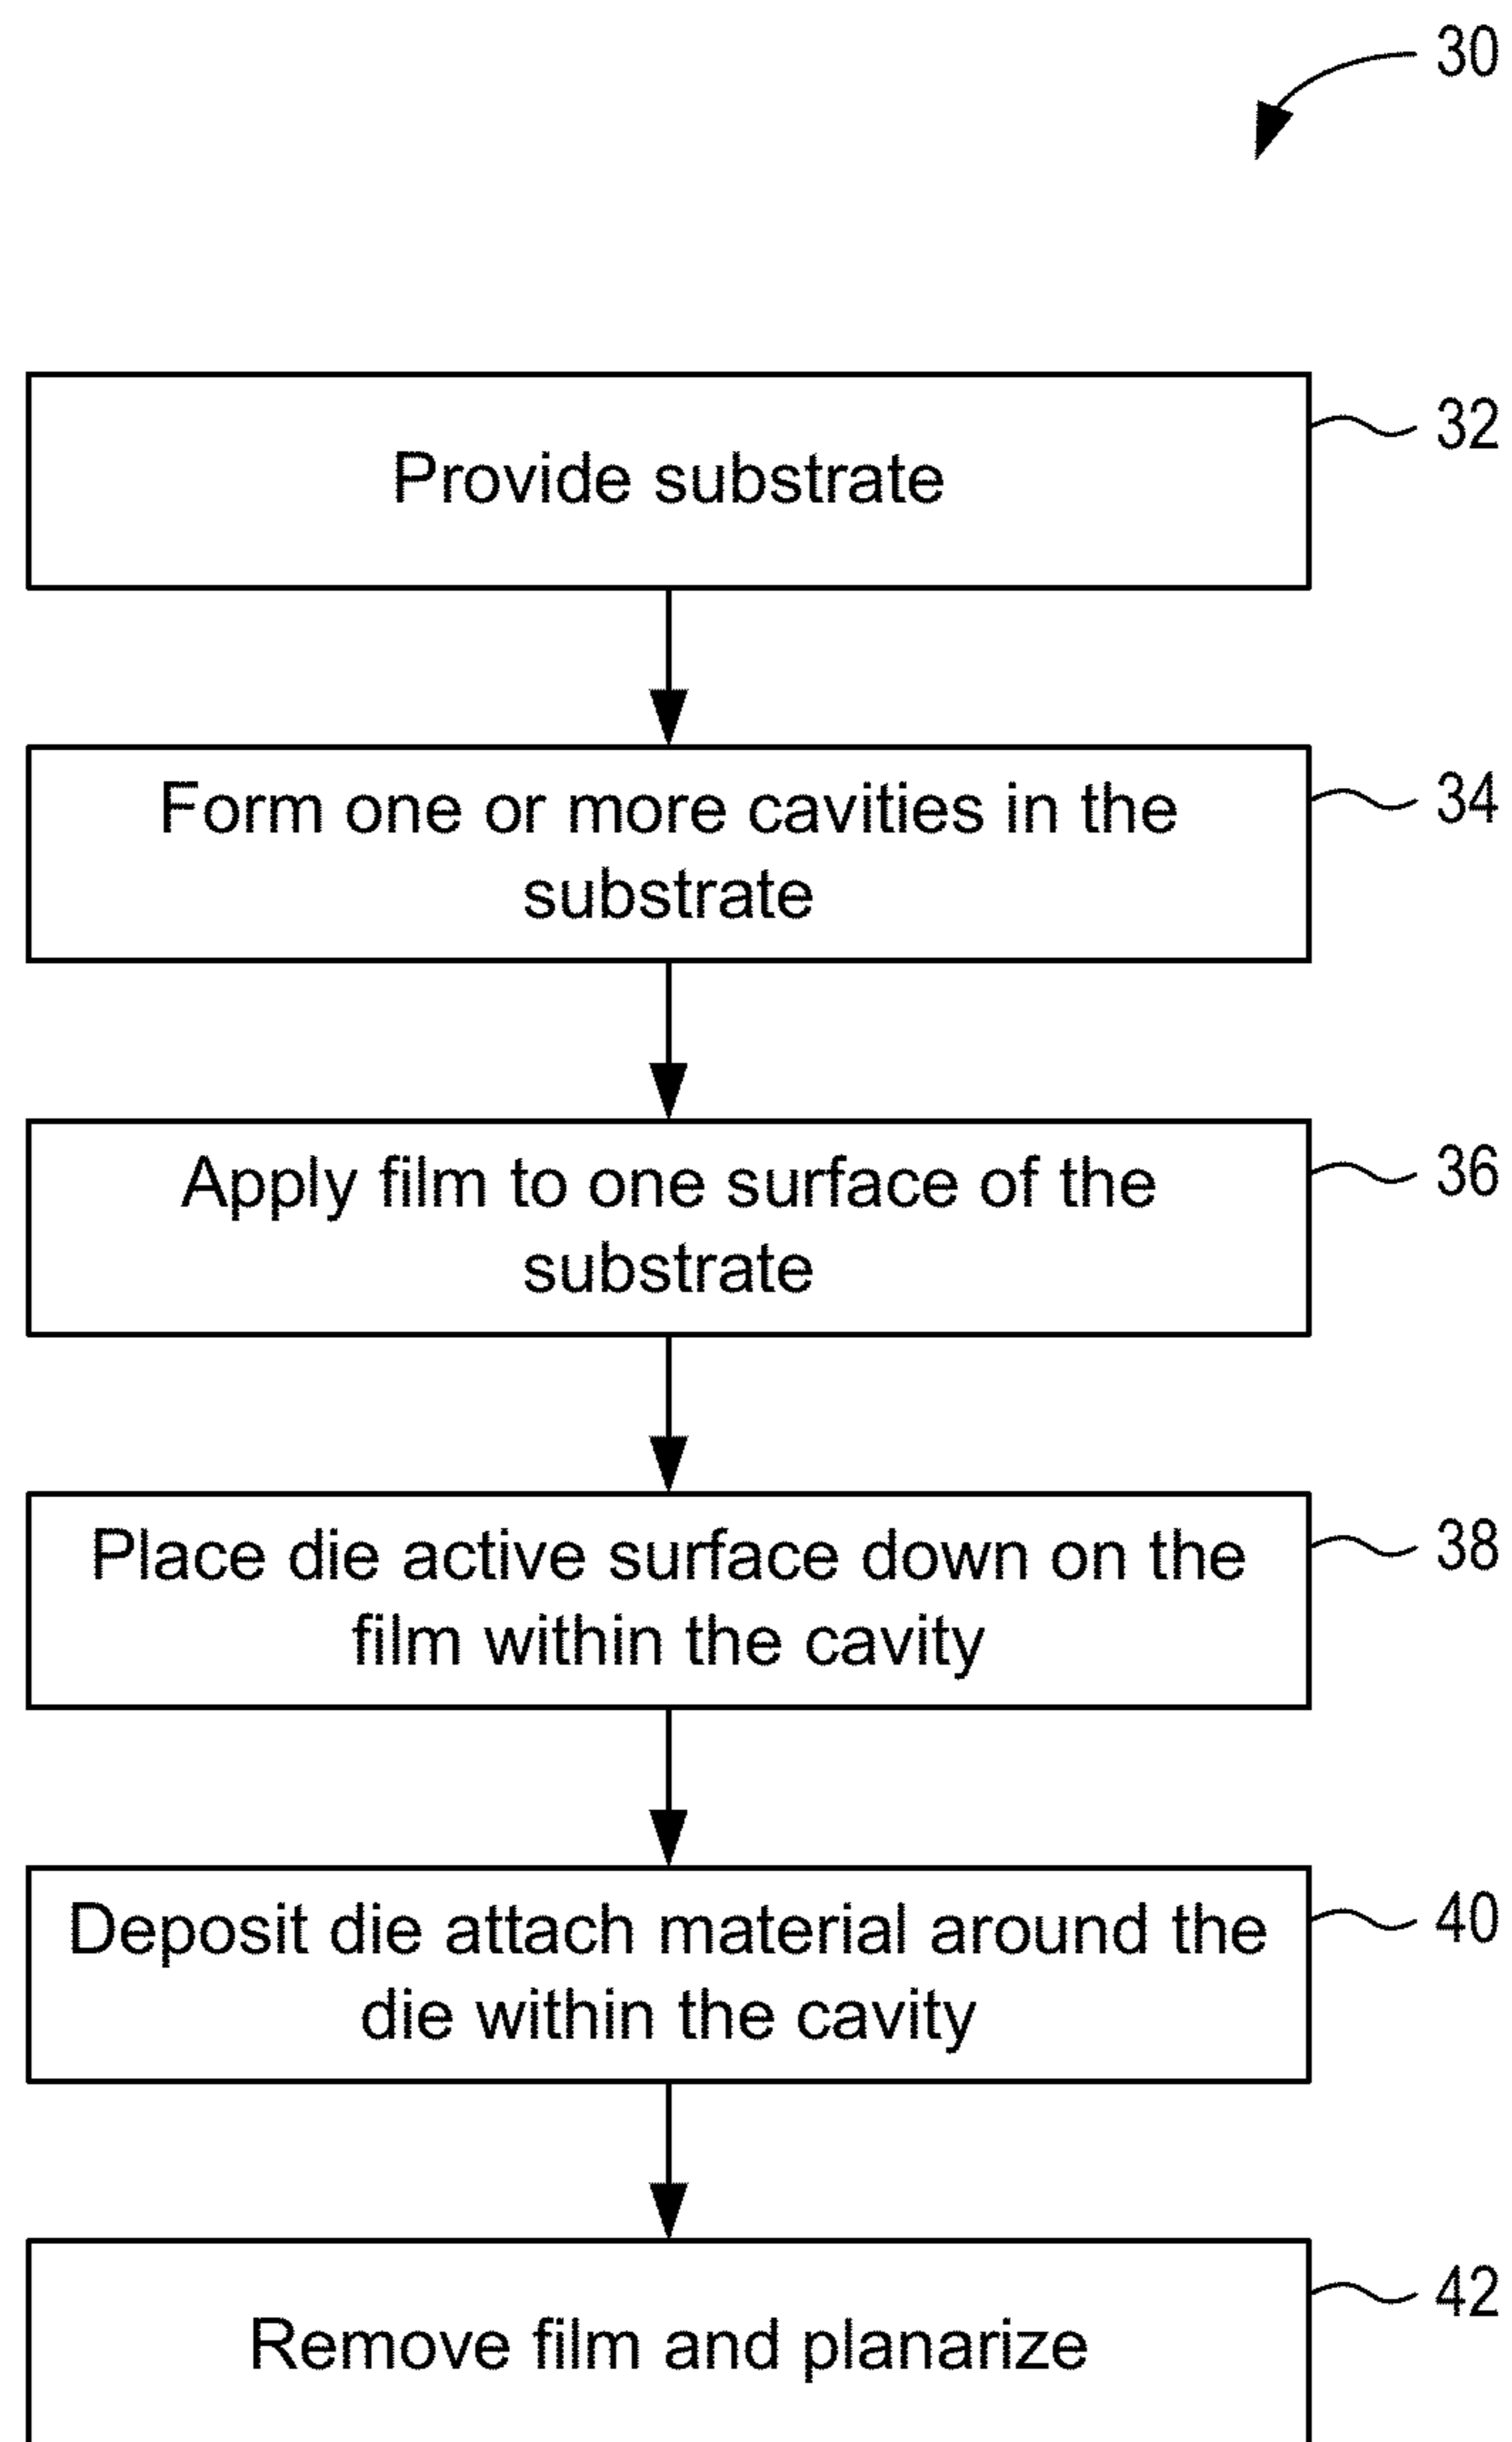 30
Provide substrate
32
Form one or more cavities in the
substrate
34
Apply film to one surface of the
substrate
36
Place die active surface down on the
film within the cavity
38
Deposit die attach material around the
die within the cavity
40
Remove film and planarize
42